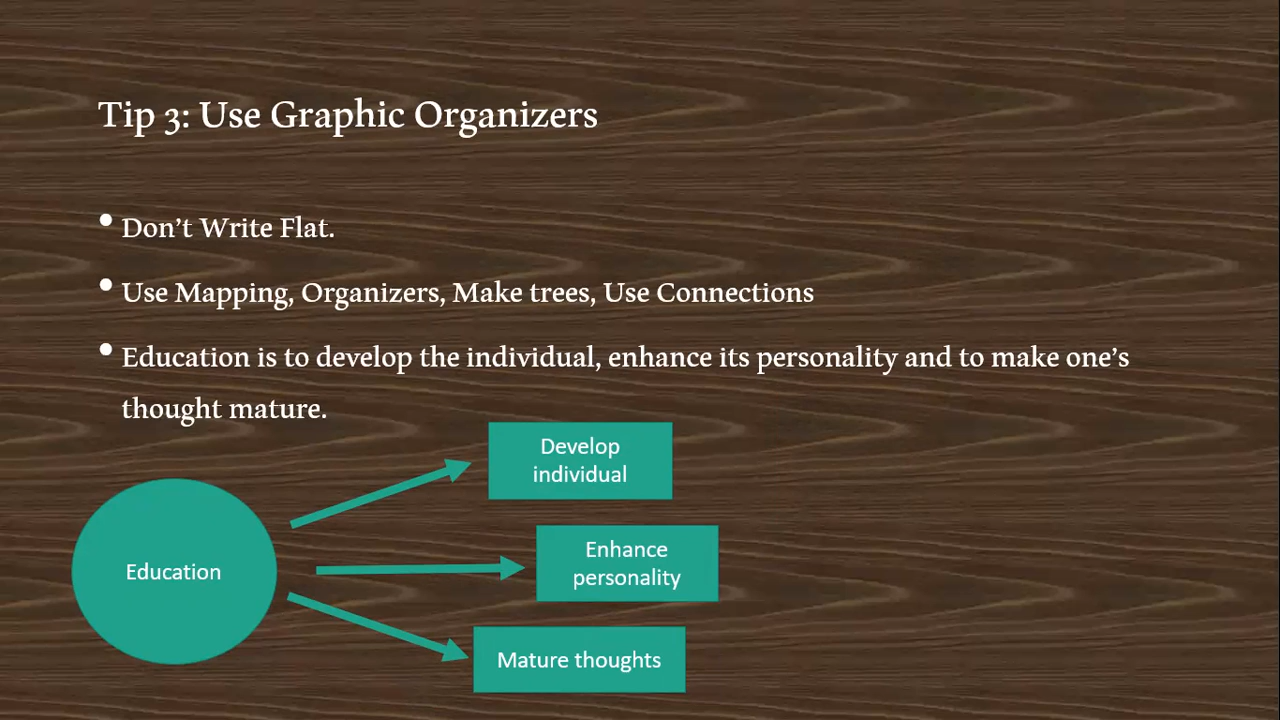 Tip 3: Use Graphic Organizers
• Don’t Write Flat.
• Use Mapping, Organizers, Make trees, Use Connections
• Education is to develop the individual, enhance its personality and to make one’s
thought mature.
Develop
individual
Education
Enhance
personality
Mature thoughts